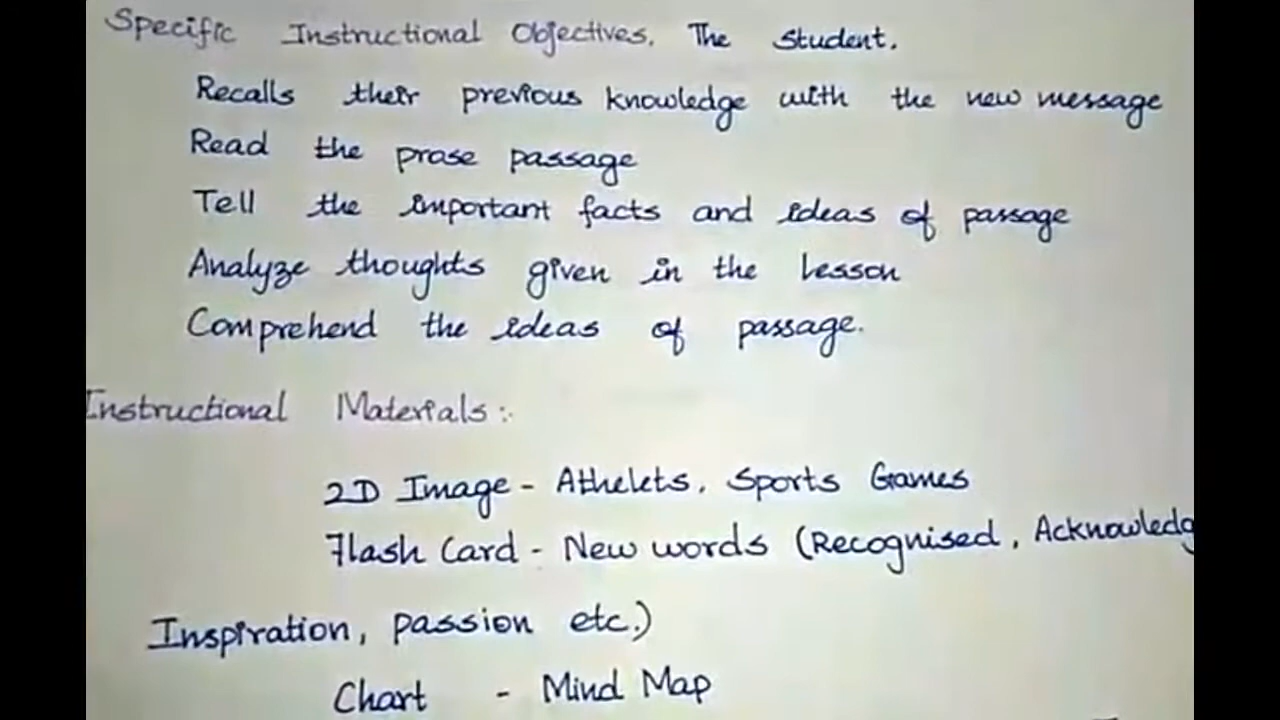 Specific Instructional Objectives. The student.
Recalls their previous knowledge with the new message
Read the prose passage
Tell the important facts and ideas of passage
Analyze thoughts given in the lesson
Comprehend the ideas of passage.
Instructional Materials:
2D Image - Athelets, Sports Games
Flash Card - New words (Recognised, Acknowledg
Inspiration, passion etc.)
Chart - Mind Map